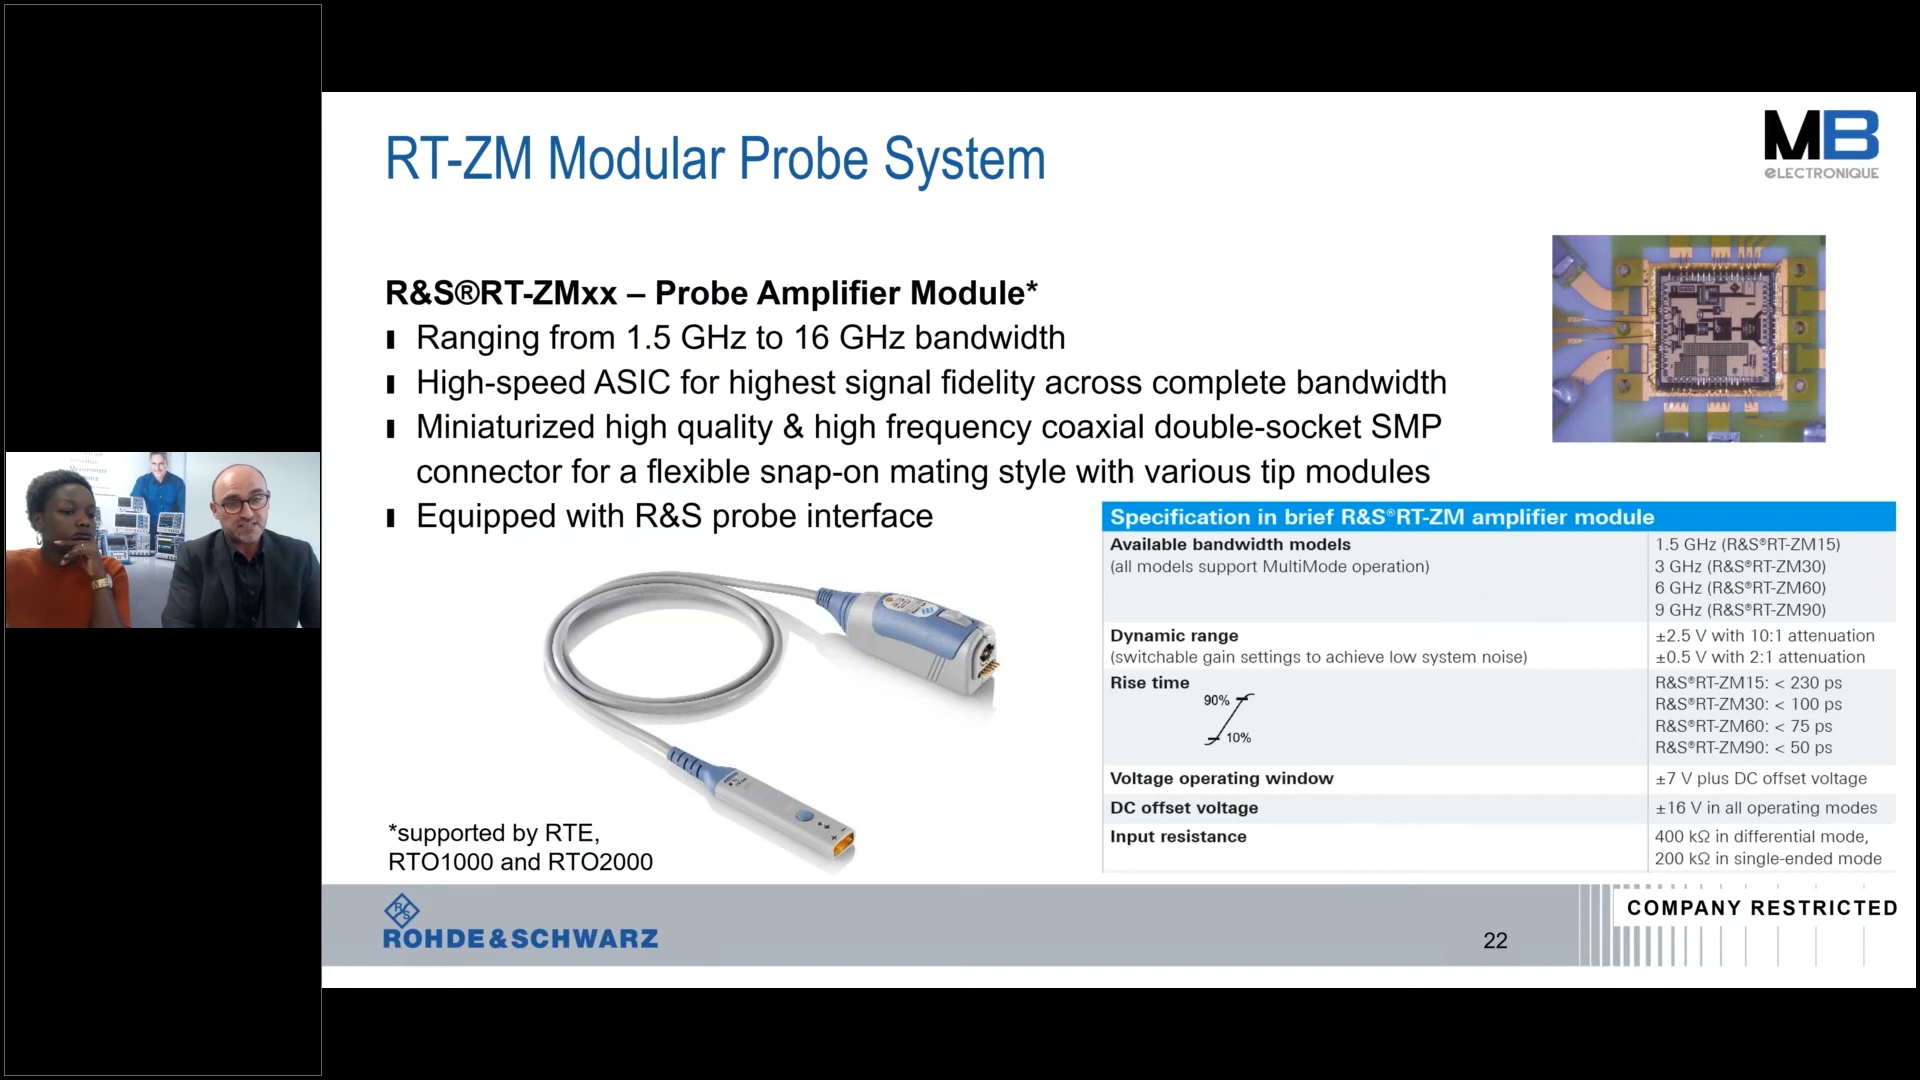 RT-ZM Modular Probe System
MB
eLECTRONIQUE
R&S®RT-ZMxx – Probe Amplifier Module*
Ranging from 1.5 GHz to 16 GHz bandwidth
High-speed ASIC for highest signal fidelity across complete bandwidth
Miniaturized high quality & high frequency coaxial double-socket SMP
connector for a flexible snap-on mating style with various tip modules
Equipped with R&S probe interface
Specification in brief R&S®RT-ZM amplifier module
Available bandwidth models
(all models support MultiMode operation)
1.5 GHz (R&S®RT-ZM15)
3 GHz (R&S®RT-ZM30)
6 GHz (R&S®RT-ZM60)
9 GHz (R&S®RT-ZM90)
Dynamic range
(switchable gain settings to achieve low system noise)
±2.5 V with 10:1 attenuation
±0.5 V with 2:1 attenuation
Rise time
90%
10%
R&S®RT-ZM15: < 230 ps
R&S®RT-ZM30: < 100 ps
R&S®RT-ZM60: < 75 ps
R&S®RT-ZM90: < 50 ps
Voltage operating window
±7 V plus DC offset voltage
DC offset voltage
±16 V in all operating modes
Input resistance
400 kΩ in differential mode,
200 kΩ in single-ended mode
*supported by RTE,
RTO1000 and RTO2000
R S
ROHDE & SCHWARZ
22
COMPANY RESTRICTED